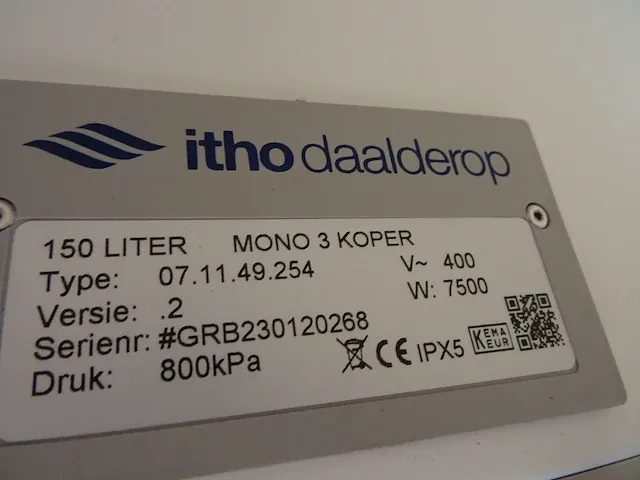 itho daalderop
150 LITER MONO 3 KOPER
Type: 07.11.49.254 V~ 400
Versie: .2 W: 7500
Serienr: #GRB230120268
Druk: 800kPa CE IPX5 KEMA KEUR